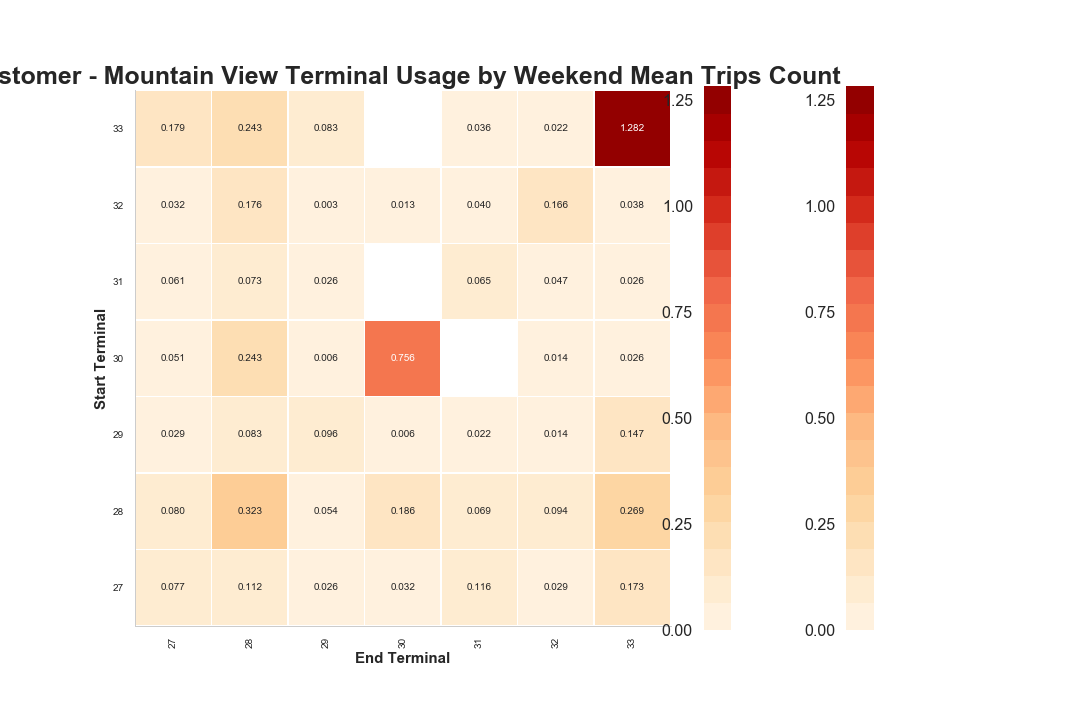 stomer - Mountain View Terminal Usage by Weekend Mean Trips Count
33 0.179 0.243 0.083 0.036 0.022 1.282
32 0.032 0.176 0.003 0.013 0.040 0.166 0.038
31 0.061 0.073 0.026 0.065 0.047 0.026
30 0.051 0.243 0.006 0.756 0.014 0.026
29 0.029 0.083 0.096 0.006 0.022 0.014 0.147
28 0.080 0.323 0.054 0.186 0.069 0.094 0.269
27 0.077 0.112 0.026 0.032 0.116 0.029 0.173
Start Terminal
27 28 29 30 31 32 33
End Terminal
1.25 1.25
1.00 1.00
0.75 0.75
0.50 0.50
0.25 0.25
0.00 0.00